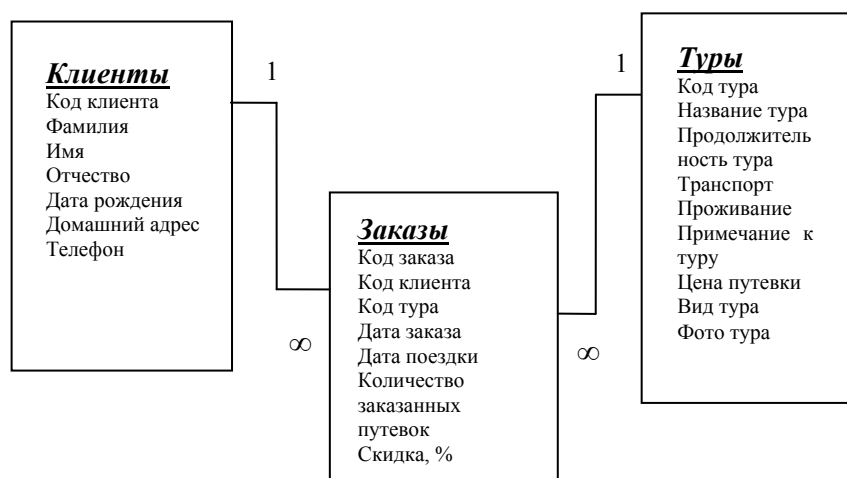 Клиенты
Код клиента
Фамилия
Имя
Отчество
Дата рождения
Домашний адрес
Телефон
1
∞
Заказы
Код заказа
Код клиента
Код тура
Дата заказа
Дата поездки
Количество
заказанных
путевок
Скидка, %
1
∞
Туры
Код тура
Название тура
Продолжитель
ность тура
Транспорт
Проживание
Примечание к
туру
Цена путевки
Вид тура
Фото тура